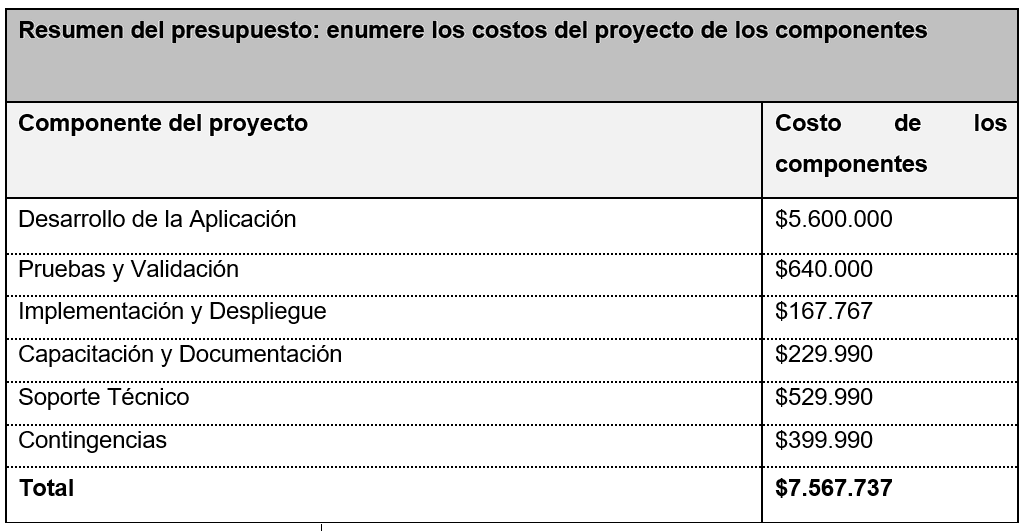 Resumen del presupuesto: enumere los costos del proyecto de los componentes
Componente del proyecto
Costo de los
componentes
Desarrollo de la Aplicación
$5.600.000
Pruebas y Validación
$640.000
Implementación y Despliegue
$167.767
Capacitación y Documentación
$229.990
Soporte Técnico
$529.990
Contingencias
$399.990
Total
$7.567.737